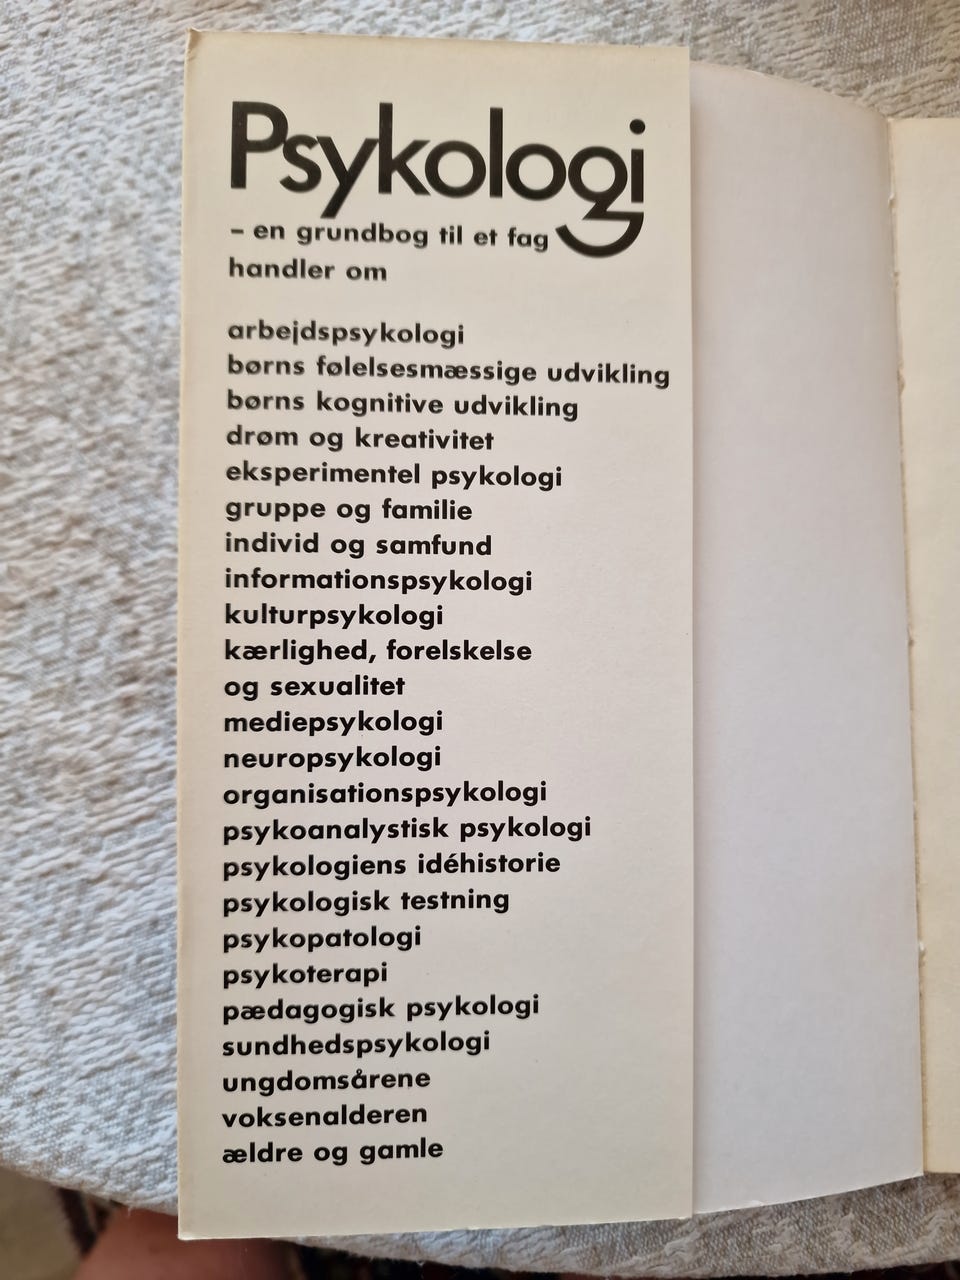 Psykologi
– en grundbog til et fag
handler om
arbejdspsykologi
børns følelsesmæssige udvikling
børns kognitive udvikling
drøm og kreativitet
eksperimentel psykologi
gruppe og familie
individ og samfund
informationspsykologi
kulturpsykologi
kærlighed, forelskelse
og sexualitet
mediepsykologi
neuropsykologi
organisationspsykologi
psykoanalystisk psykologi
psykologiens idéhistorie
psykologisk testning
psykopatologi
psykoterapi
pædagogisk psykologi
sundhedspsykologi
ungdomsårene
voksenalderen
ældre og gamle